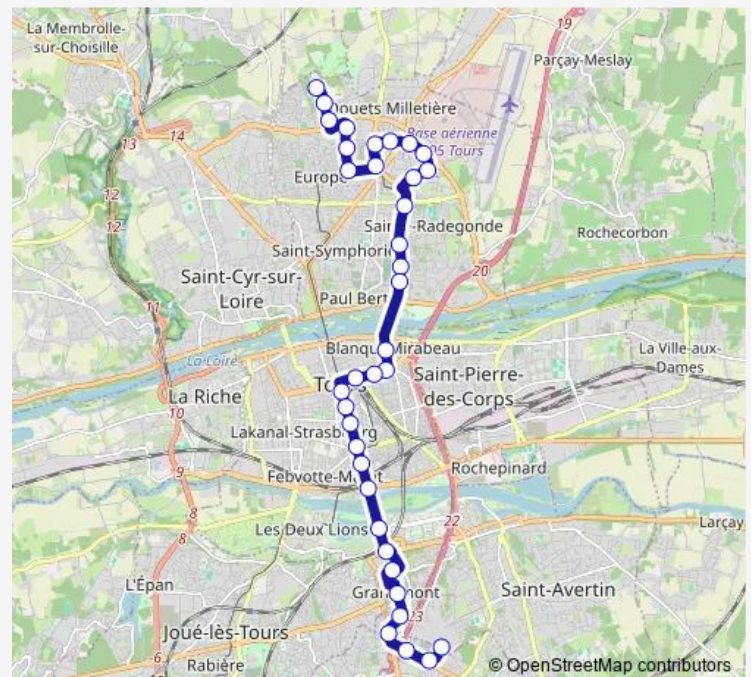 La Membrolle-
sur-Choisille
19
Parçay-Meslay
Douets Milletière
14
13
Base aérienne
05 Tours
Europe
12
12
Radegonde
Saint-Symphorien
Rochecorbon
20
Saint-Cyr-sur-
Loire
11
Paul Bert
La Loire
Blanqui Mirabeau
La Ville-aux-
Dames
Saint-Pierre-
des-Corps
La Riche
10
Lakanal-Strasbourg
Rochepinard
9
Febvotte-Marat
8
22
Les Deux Lions
Larçay
8
L'Épan
Saint-Avertin
Grandmont
23
Joué-lès-Tours
6
Rabière
© OpenStreetMap contributors